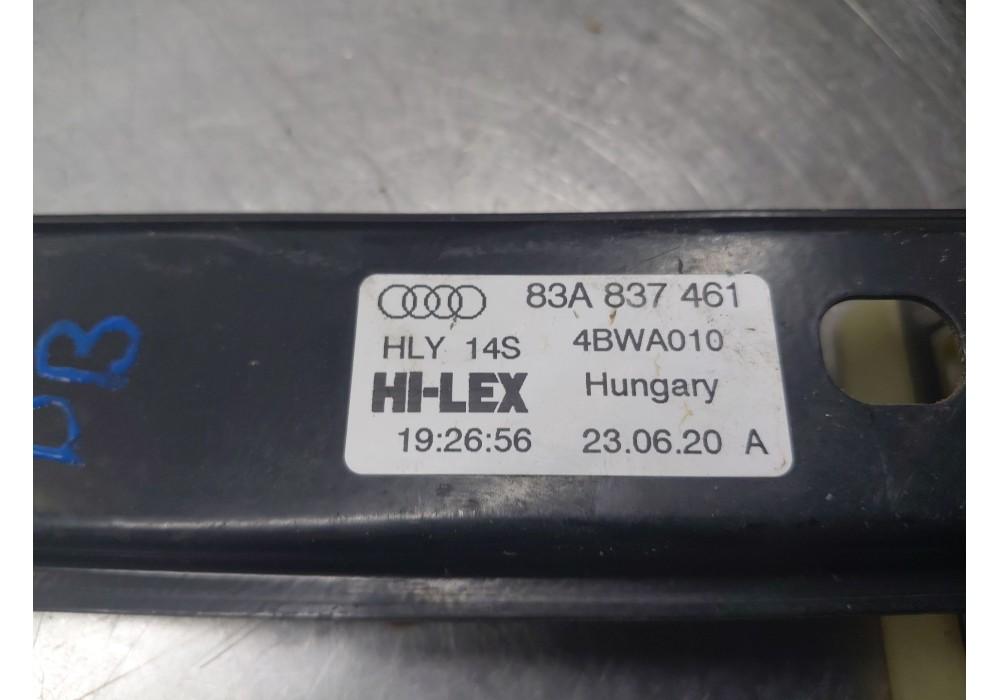 83A 837 461
HLY 14S 4BWA010
HI-LEX Hungary
19:26:56 23.06.20 A